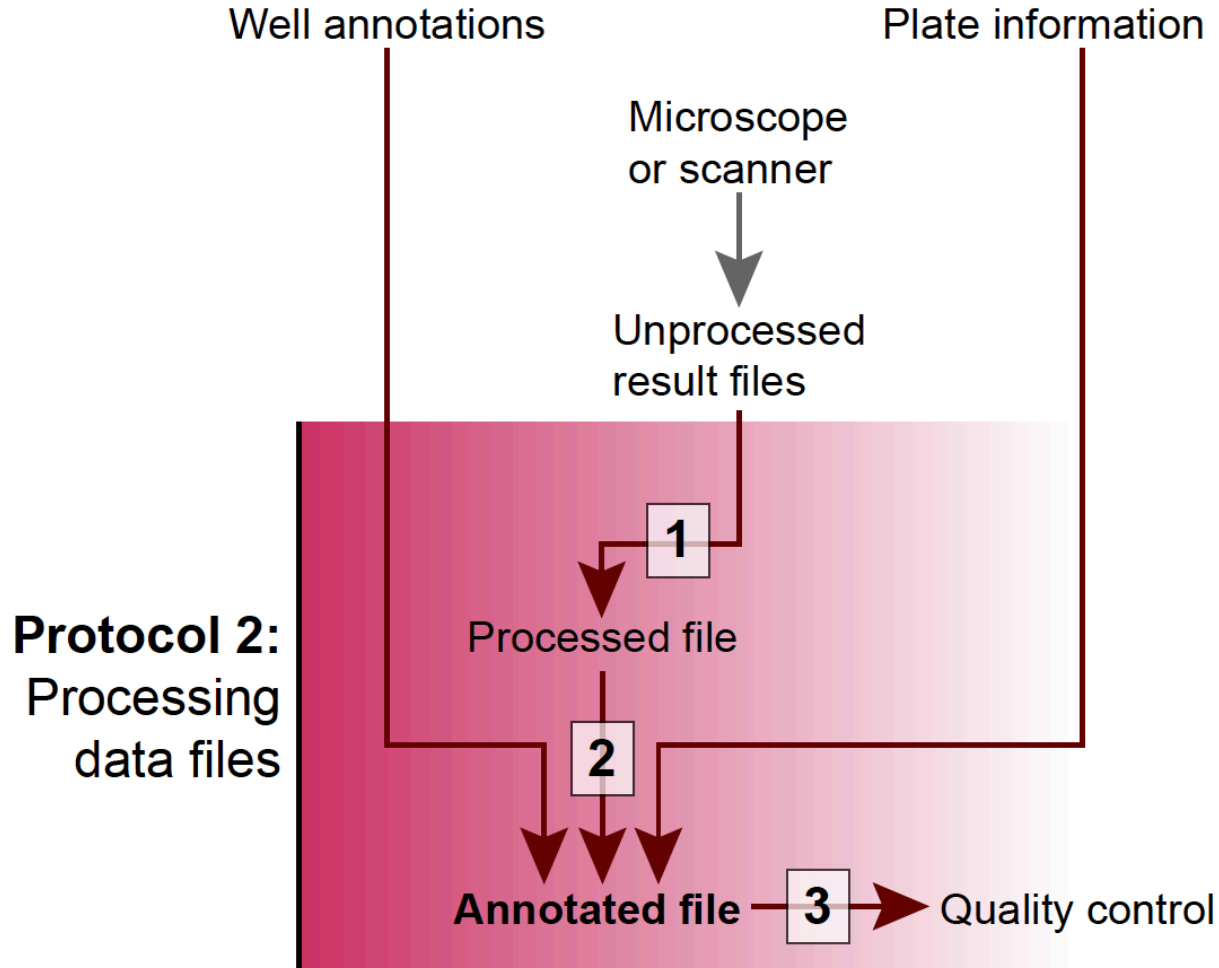 Well annotations
Plate information
Microscope
or scanner
Unprocessed
result files
1
Processed file
Protocol 2:
Processing
data files
2
Annotated file
3
Quality control